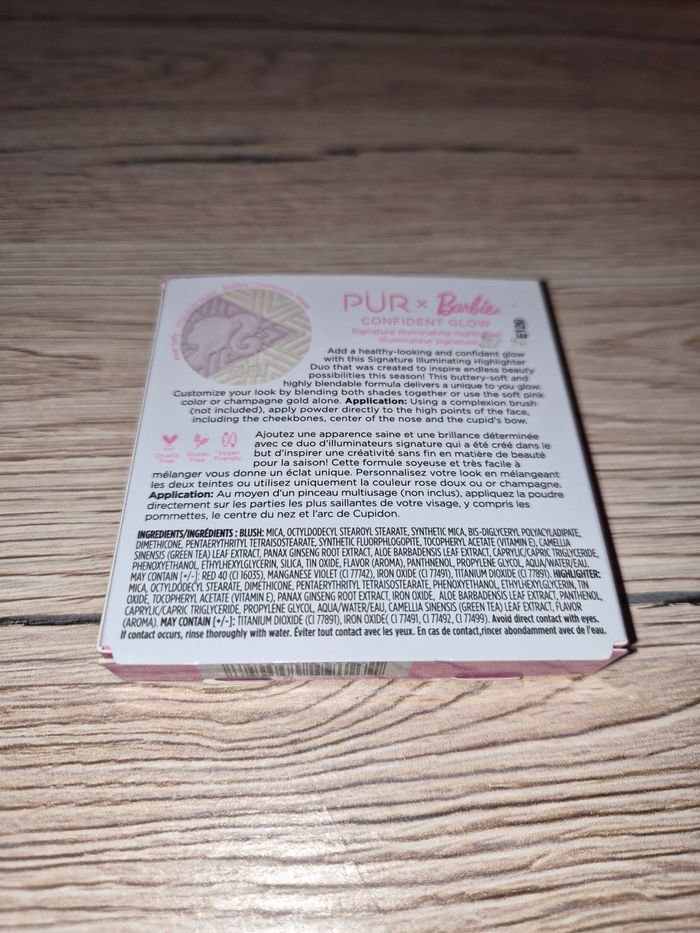 PÜR x Barbie
CONFIDENT GLOW
Signature Illuminating Highlighter
Illuminateur signature
E120
Add a healthy-looking and confident glow
with this Signature Illuminating Highlighter
Duo that was created to inspire endless beauty
possibilities this season! This buttery-soft and
highly blendable formula delivers a unique to you glow.
Customize your look by blending both shades together or use the soft pink
color or champagne gold alone. Application: Using a complexion brush
(not included), apply powder directly to the high points of the face,
including the cheekbones, center of the nose and the cupid's bow.
Cruelty Free
Gluten Free
Vegan Friendly
Ajoutez une apparence saine et une brillance déterminée
avec ce duo d'illuminateurs signature qui a été créé dans le
but d'inspirer une créativité sans fin en matière de beauté
pour la saison! Cette formule soyeuse et très facile à
mélanger vous donne un éclat unique. Personnalisez votre look en mélangeant
les deux teintes ou utilisez uniquement la couleur rose doux ou champagne.
Application: Au moyen d'un pinceau multiusage (non inclus), appliquez la poudre
directement sur les parties les plus saillantes de votre visage, y compris les
pommettes, le centre du nez et l'arc de Cupidon.
INGREDIENTS/INGRÉDIENTS : BLUSH: MICA, OCTYLDODECYL STEAROYL STEARATE, SYNTHETIC MICA, BIS-DIGLYCERYL POLYACYLADIPATE,
DIMETHICONE, PENTAERYTHRITYL TETRAISOSTEARATE, SYNTHETIC FLUORPHLOGOPITE, TOCOPHERYL ACETATE (VITAMIN E), CAMELLIA
SINENSIS (GREEN TEA) LEAF EXTRACT, PANAX GINSENG ROOT EXTRACT, ALOE BARBADENSIS LEAF EXTRACT, CAPRYLIC/CAPRIC TRIGLYCERIDE,
PHENOXYETHANOL, ETHYLHEXYLGLYCERIN, SILICA, TIN OXIDE, FLAVOR (AROMA), PANTHENOL, PROPYLENE GLYCOL, AQUA/WATER/EAU.
MAY CONTAIN [+/-]: RED 40 (CI 16035), MANGANESE VIOLET (CI 77742), IRON OXIDE (CI 77491), TITANIUM DIOXIDE (CI 77891). HIGHLIGHTER:
MICA, OCTYLDODECYL STEARATE, DIMETHICONE, PENTAERYTHRITYL TETRAISOSTEARATE, PHENOXYETHANOL, ETHYLHEXYLGLYCERIN, TIN
OXIDE, TOCOPHERYL ACETATE (VITAMIN E), PANAX GINSENG ROOT EXTRACT, IRON OXIDE, ALOE BARBADENSIS LEAF EXTRACT, PANTHENOL,
CAPRYLIC/CAPRIC TRIGLYCERIDE, PROPYLENE GLYCOL, AQUA/WATER/EAU, CAMELLIA SINENSIS (GREEN TEA) LEAF EXTRACT, FLAVOR
(AROMA). MAY CONTAIN [+/-]: TITANIUM DIOXIDE (CI 77891), IRON OXIDE( CI 77491, CI 77492, CI 77499). Avoid direct contact with eyes.
If contact occurs, rinse thoroughly with water. Éviter tout contact avec les yeux. En cas de contact,rincer abondamment avec de l'eau.